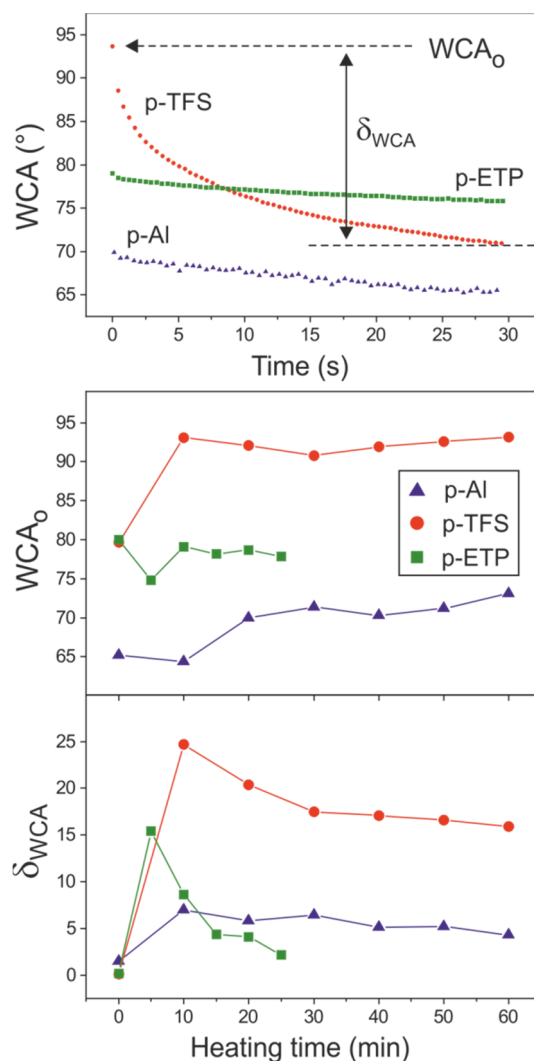 95
90
85
80
75
70
65
WCA (°)
WCAₒ
p-TFS
δ_WCA
p-ETP
p-Al
0 5 10 15 20 25 30
Time (s)
95
90
85
80
75
70
65
WCAₒ
p-Al
p-TFS
p-ETP
25
20
15
10
5
0
δ_WCA
0 10 20 30 40 50 60
Heating time (min)